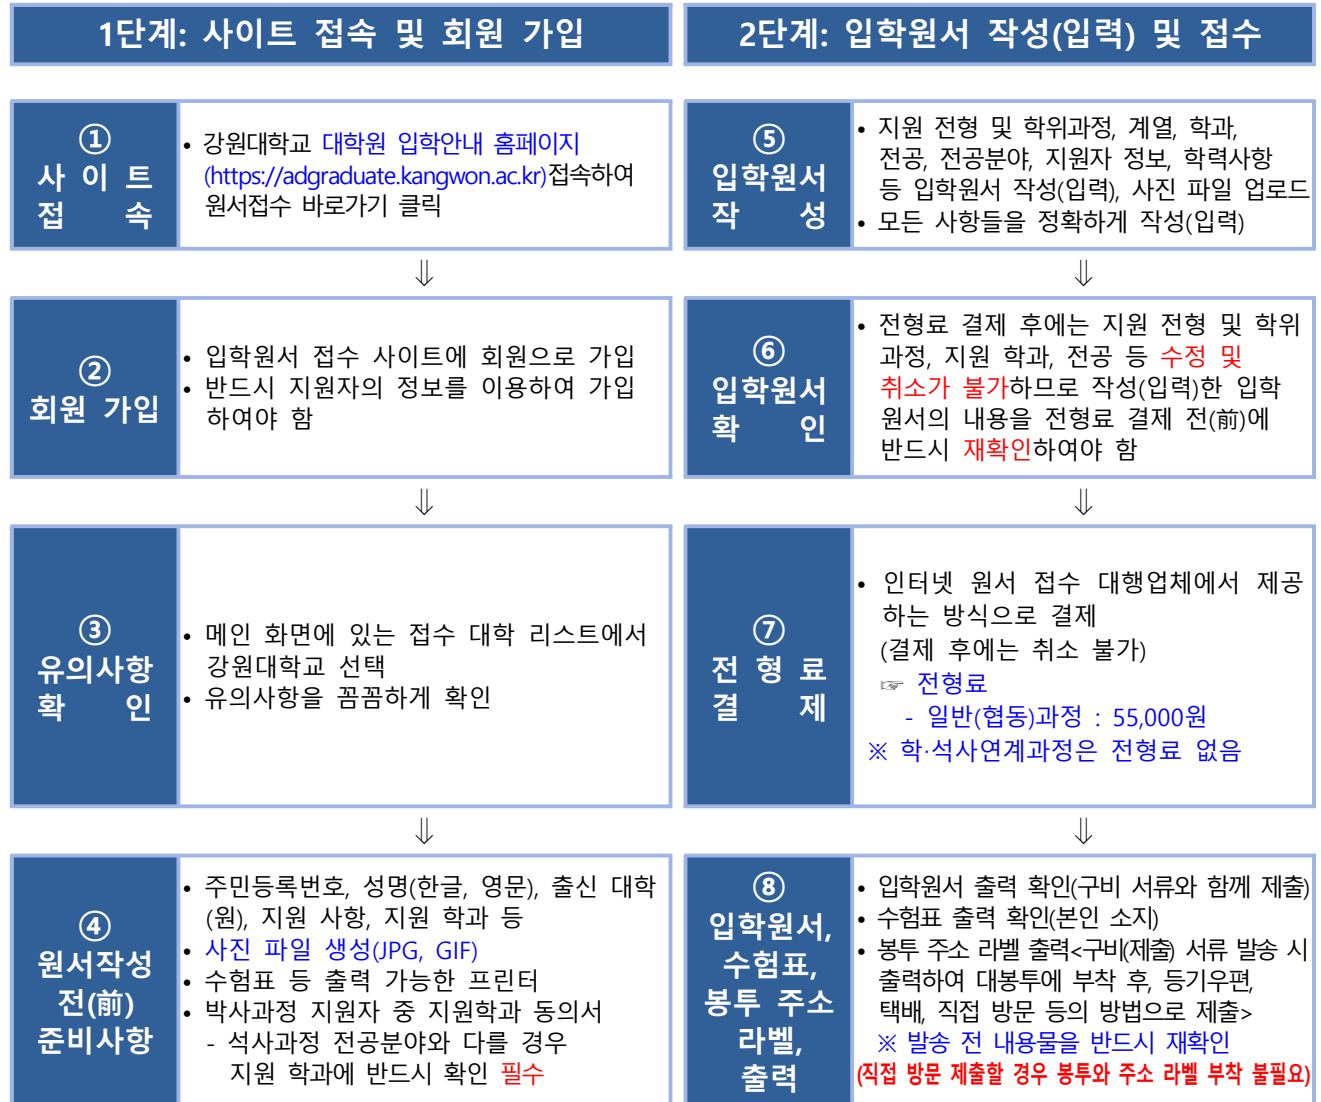 1단계: 사이트 접속 및 회원 가입
①
사 이 트
접 속
• 강원대학교 대학원 입학안내 홈페이지
(https://adgraduate.kangwon.ac.kr)접속하여
원서접수 바로가기 클릭
⇓
②
회원 가입
• 입학원서 접수 사이트에 회원으로 가입
• 반드시 지원자의 정보를 이용하여 가입
하여야 함
⇓
③
유의사항
확 인
• 메인 화면에 있는 접수 대학 리스트에서
강원대학교 선택
• 유의사항을 꼼꼼하게 확인
⇓
④
원서작성
전(前)
준비사항
• 주민등록번호, 성명(한글, 영문), 출신 대학
(원), 지원 사항, 지원 학과 등
• 사진 파일 생성(JPG, GIF)
• 수험표 등 출력 가능한 프린터
• 박사과정 지원자 중 지원학과 동의서
- 석사과정 전공분야와 다를 경우
지원 학과에 반드시 확인 필수
2단계: 입학원서 작성(입력) 및 접수
⑤
입학원서
작 성
• 지원 전형 및 학위과정, 계열, 학과,
전공, 전공분야, 지원자 정보, 학력사항
등 입학원서 작성(입력), 사진 파일 업로드
• 모든 사항들을 정확하게 작성(입력)
⇓
⑥
입학원서
확 인
• 전형료 결제 후에는 지원 전형 및 학위
과정, 지원 학과, 전공 등 수정 및
취소가 불가하므로 작성(입력)한 입학
원서의 내용을 전형료 결제 전(前)에
반드시 재확인하여야 함
⇓
⑦
전 형 료
결 제
• 인터넷 원서 접수 대행업체에서 제공
하는 방식으로 결제
(결제 후에는 취소 불가)
☞ 전형료
- 일반(협동)과정 : 55,000원
※ 학·석사연계과정은 전형료 없음
⇓
⑧
입학원서,
수험표,
봉투 주소
라벨,
출력
• 입학원서 출력 확인(구비 서류와 함께 제출)
• 수험표 출력 확인(본인 소지)
• 봉투 주소 라벨 출력<구비(제출) 서류 발송 시
출력하여 대봉투에 부착 후, 등기우편,
택배, 직접 방문 등의 방법으로 제출>
※ 발송 전 내용물을 반드시 재확인
(직접 방문 제출할 경우 봉투와 주소 라벨 부착 불필요)